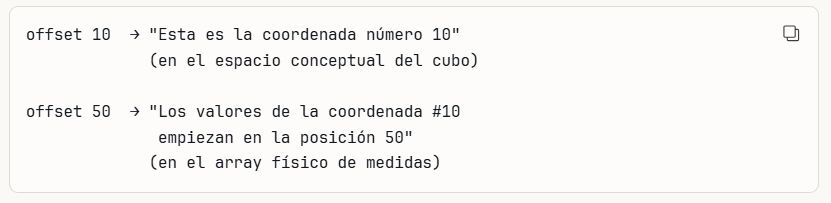 offset 10  → "Esta es la coordenada número 10"
             (en el espacio conceptual del cubo)
offset 50  → "Los valores de la coordenada #10
              empiezan en la posición 50"
             (en el array físico de medidas)